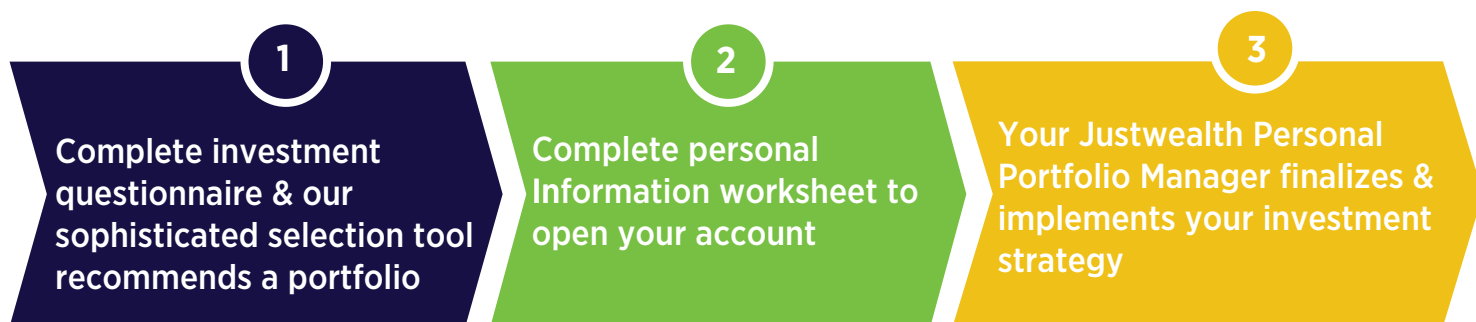 1
Complete investment
questionnaire & our
sophisticated selection tool
recommends a portfolio
2
Complete personal
Information worksheet to
open your account
3
Your Justwealth Personal
Portfolio Manager finalizes &
implements your investment
strategy